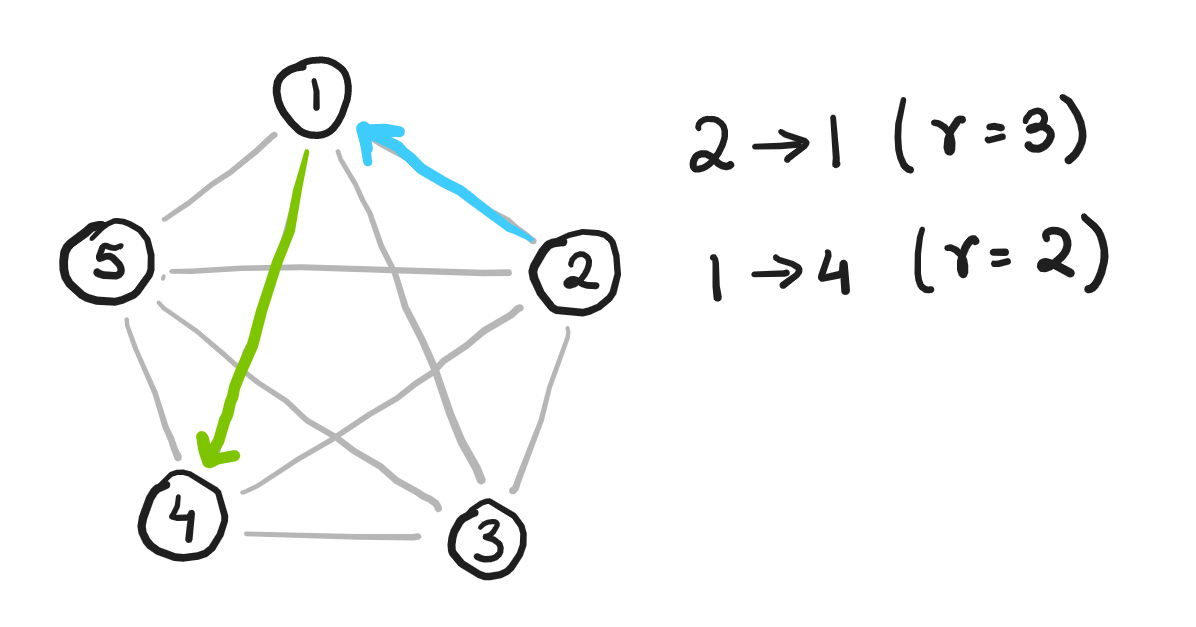 1
2 → 1 (r = 3)
5
2
1 → 4 (r = 2)
4
3